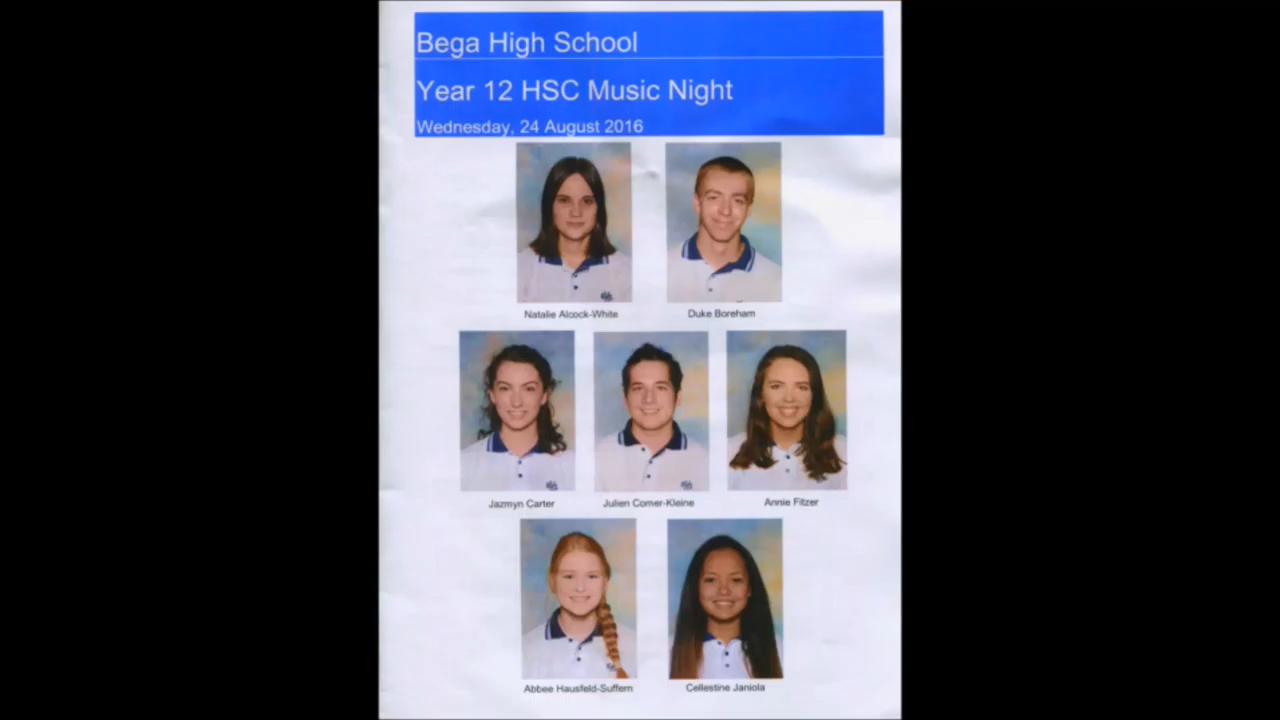 Bega High School
Year 12 HSC Music Night
Wednesday, 24 August 2016
Natalie Alcock-White
Duke Boreham
Jazmyn Carter
Julien Comer-Kleine
Annie Fitzer
Abbee Hausfeld-Suffern
Cellestine Janiola